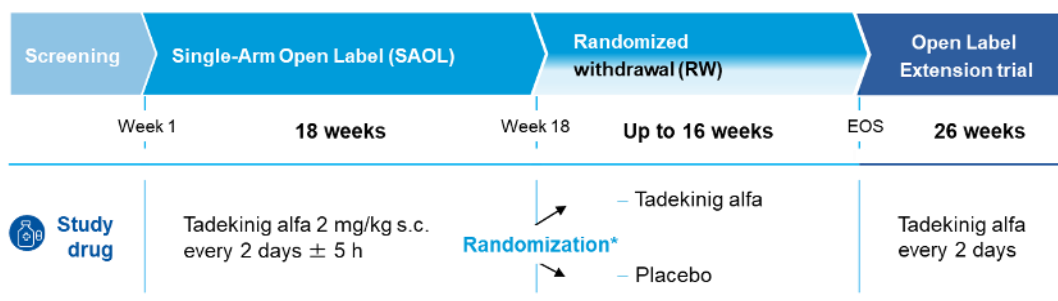 Screening
Single-Arm Open Label (SAOL)
Randomized
withdrawal (RW)
Open Label
Extension trial
Week 1
18 weeks
Week 18
Up to 16 weeks
EOS
26 weeks
Study
drug
Tadekinig alfa 2 mg/kg s.c.
every 2 days ± 5 h
Randomization*
– Tadekinig alfa
– Placebo
Tadekinig alfa
every 2 days